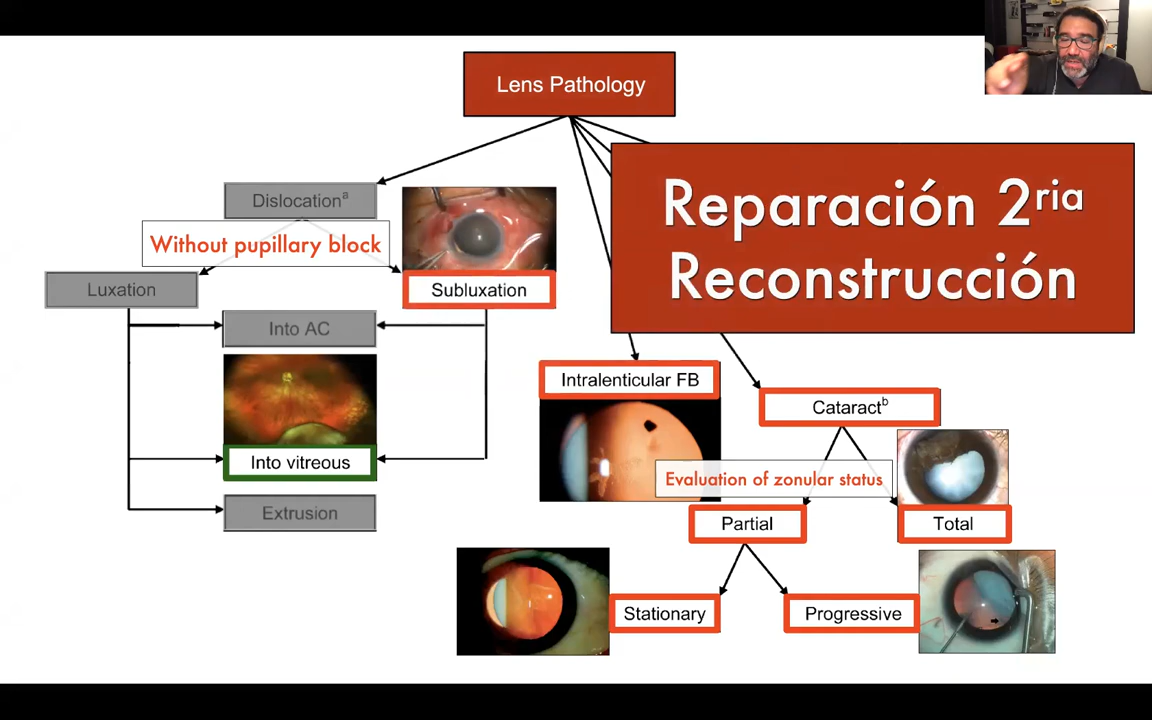 Lens Pathology
Reparación 2ria
Reconstrucción
Dislocationa
Without pupillary block
Luxation
Subluxation
Into AC
Into vitreous
Extrusion
Intralenticular FB
Cataractb
Evaluation of zonular status
Partial
Total
Stationary
Progressive